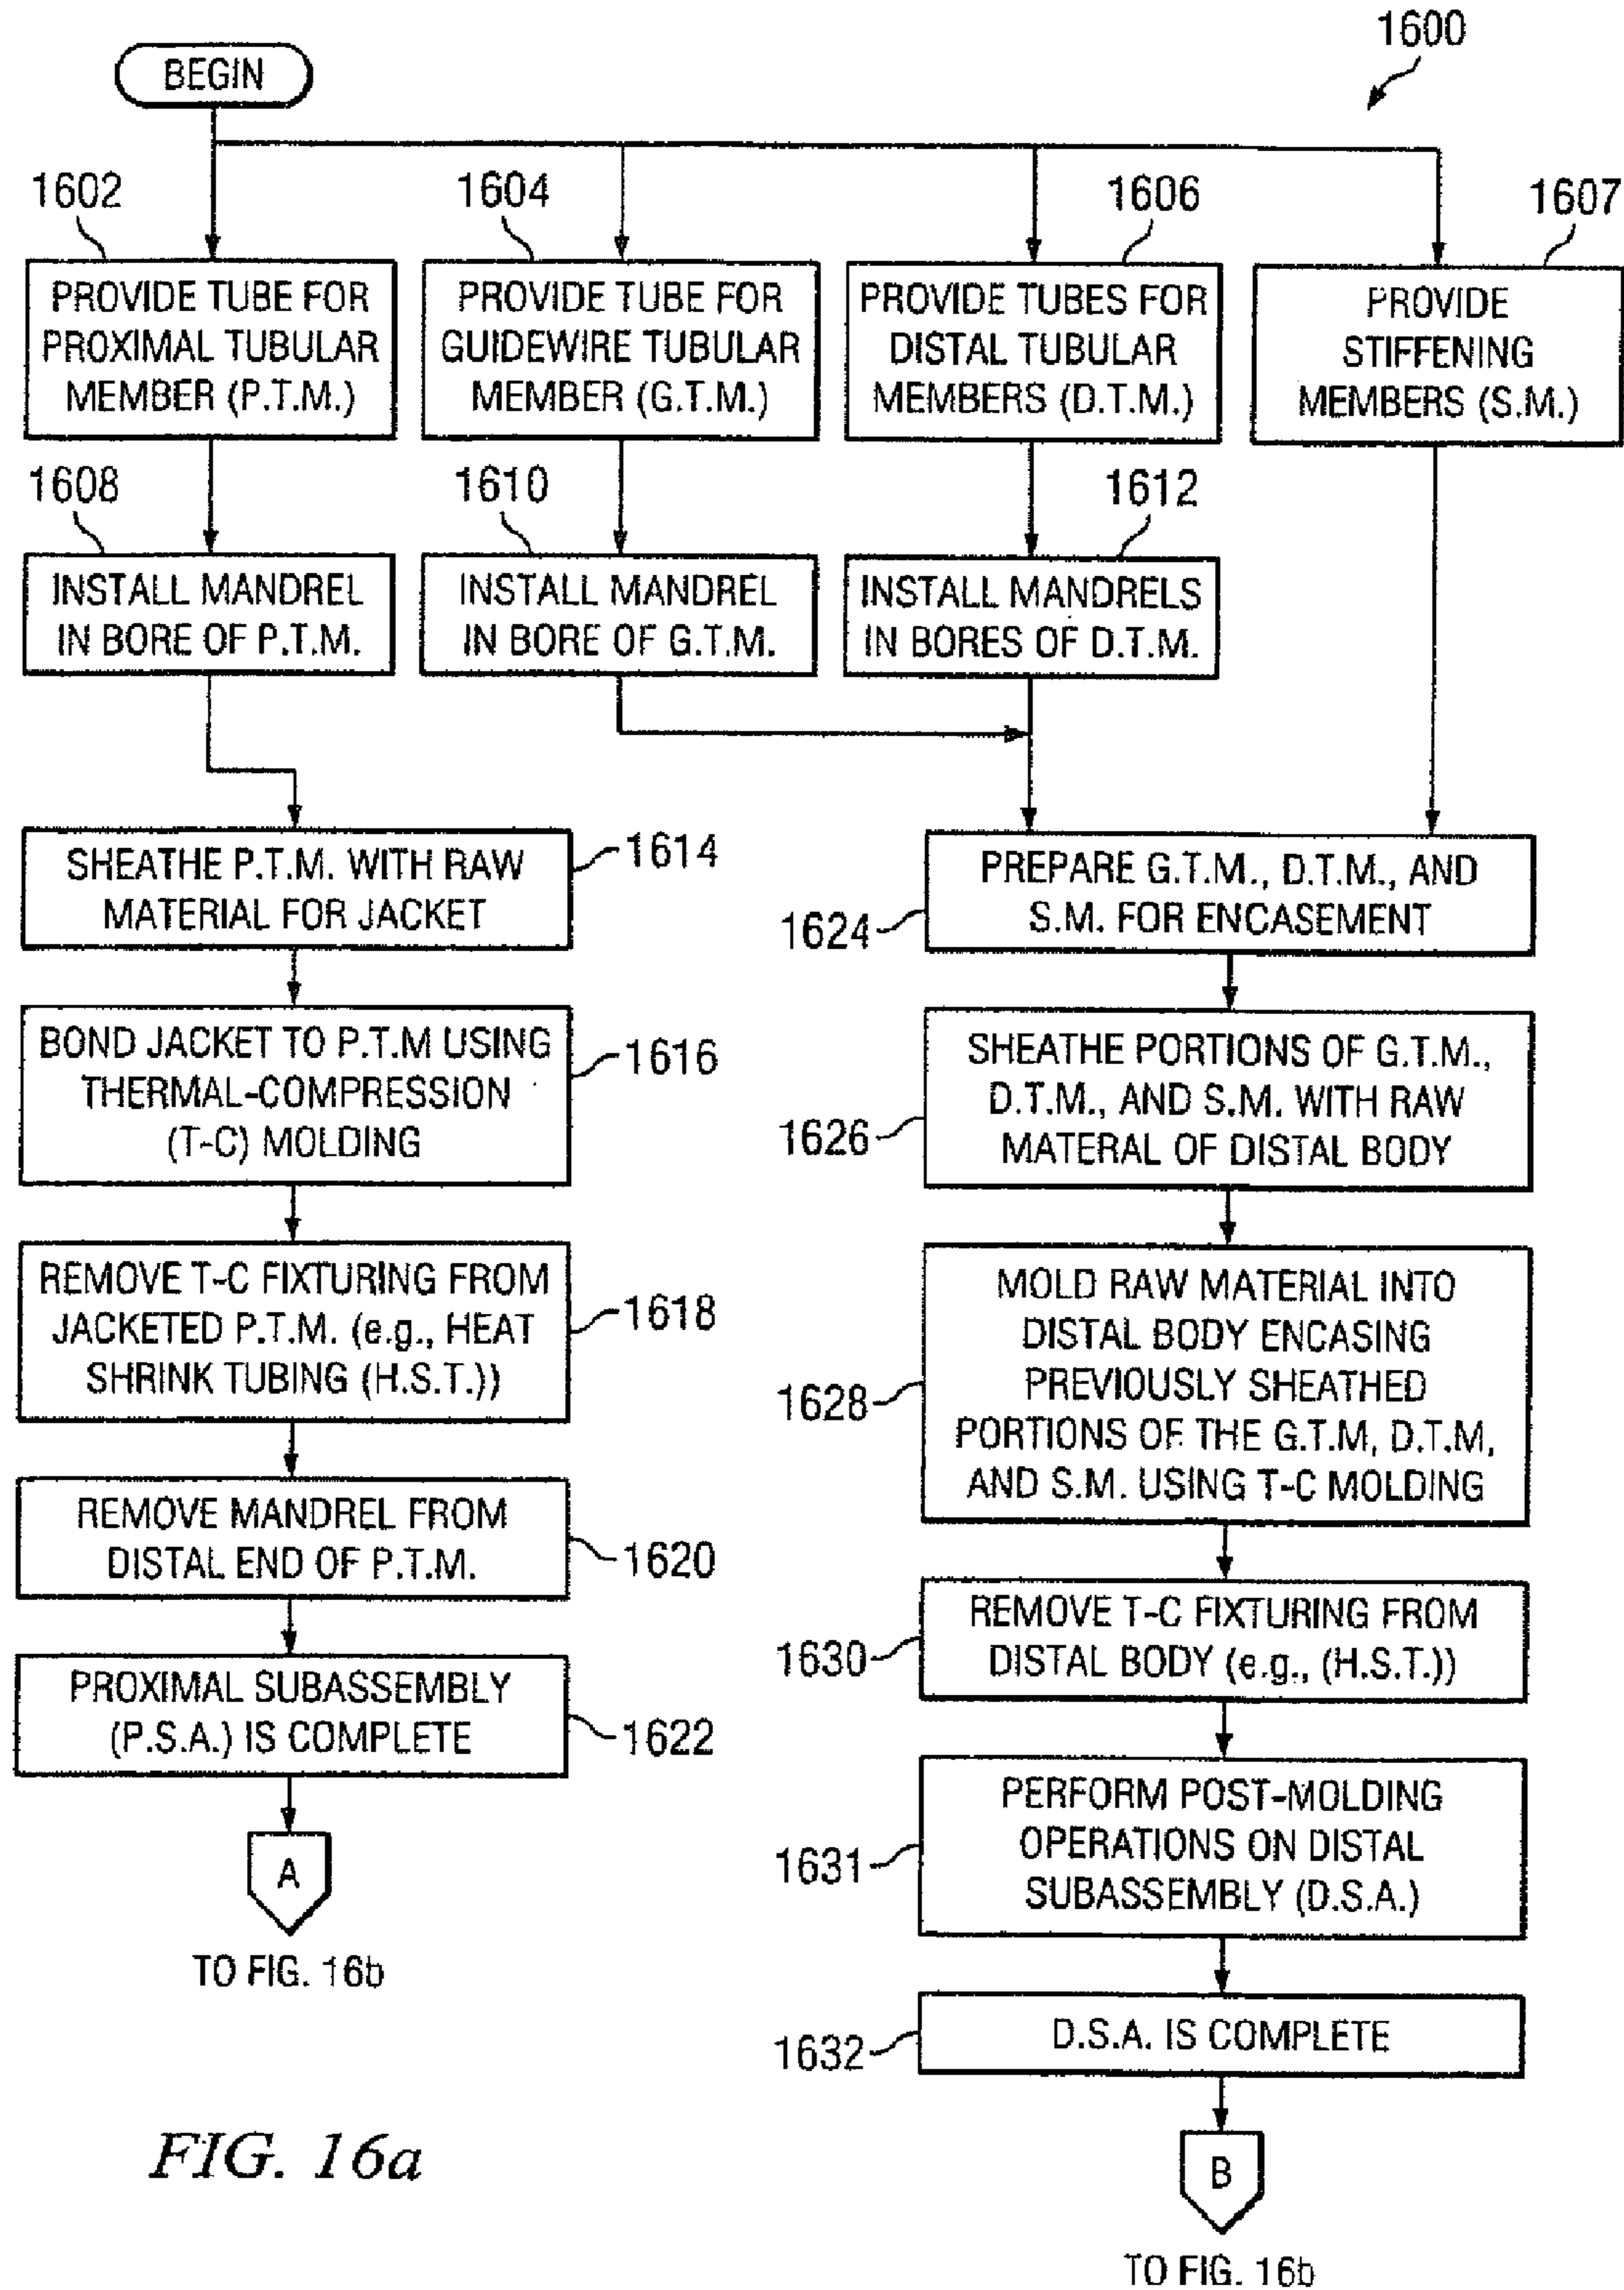 1600
BEGIN
1602
1604
1606
1607
PROVIDE TUBE FOR
PROXIMAL TUBULAR
MEMBER (P.T.M.)
PROVIDE TUBE FOR
GUIDEWIRE TUBULAR
MEMBER (G.T.M.)
PROVIDE TUBES FOR
DISTAL TUBULAR
MEMBERS (D.T.M.)
PROVIDE
STIFFENING
MEMBERS (S.M.)
1608
1610
1612
INSTALL MANDREL
IN BORE OF P.T.M.
INSTALL MANDREL
IN BORE OF G.T.M.
INSTALL MANDRELS
IN BORES OF D.T.M.
SHEATHE P.T.M. WITH RAW
MATERIAL FOR JACKET
1614
BOND JACKET TO P.T.M USING
THERMAL-COMPRESSION
(T-C) MOLDING
1616
REMOVE T-C FIXTURING FROM
JACKETED P.T.M. (e.g., HEAT
SHRINK TUBING (H.S.T.))
1618
REMOVE MANDREL FROM
DISTAL END OF P.T.M.
1620
PROXIMAL SUBASSEMBLY
(P.S.A.) IS COMPLETE
1622
A
TO FIG. 16b
PREPARE G.T.M., D.T.M., AND
S.M. FOR ENCASEMENT
1624
SHEATHE PORTIONS OF G.T.M.,
D.T.M., AND S.M. WITH RAW
MATERAL OF DISTAL BODY
1626
MOLD RAW MATERIAL INTO
DISTAL BODY ENCASING
PREVIOUSLY SHEATHED
PORTIONS OF THE G.T.M, D.T.M,
AND S.M. USING T-C MOLDING
1628
REMOVE T-C FIXTURING FROM
DISTAL BODY (e.g., (H.S.T.))
1630
PERFORM POST-MOLDING
OPERATIONS ON DISTAL
SUBASSEMBLY (D.S.A.)
1631
D.S.A. IS COMPLETE
1632
B
TO FIG. 16b
FIG. 16a